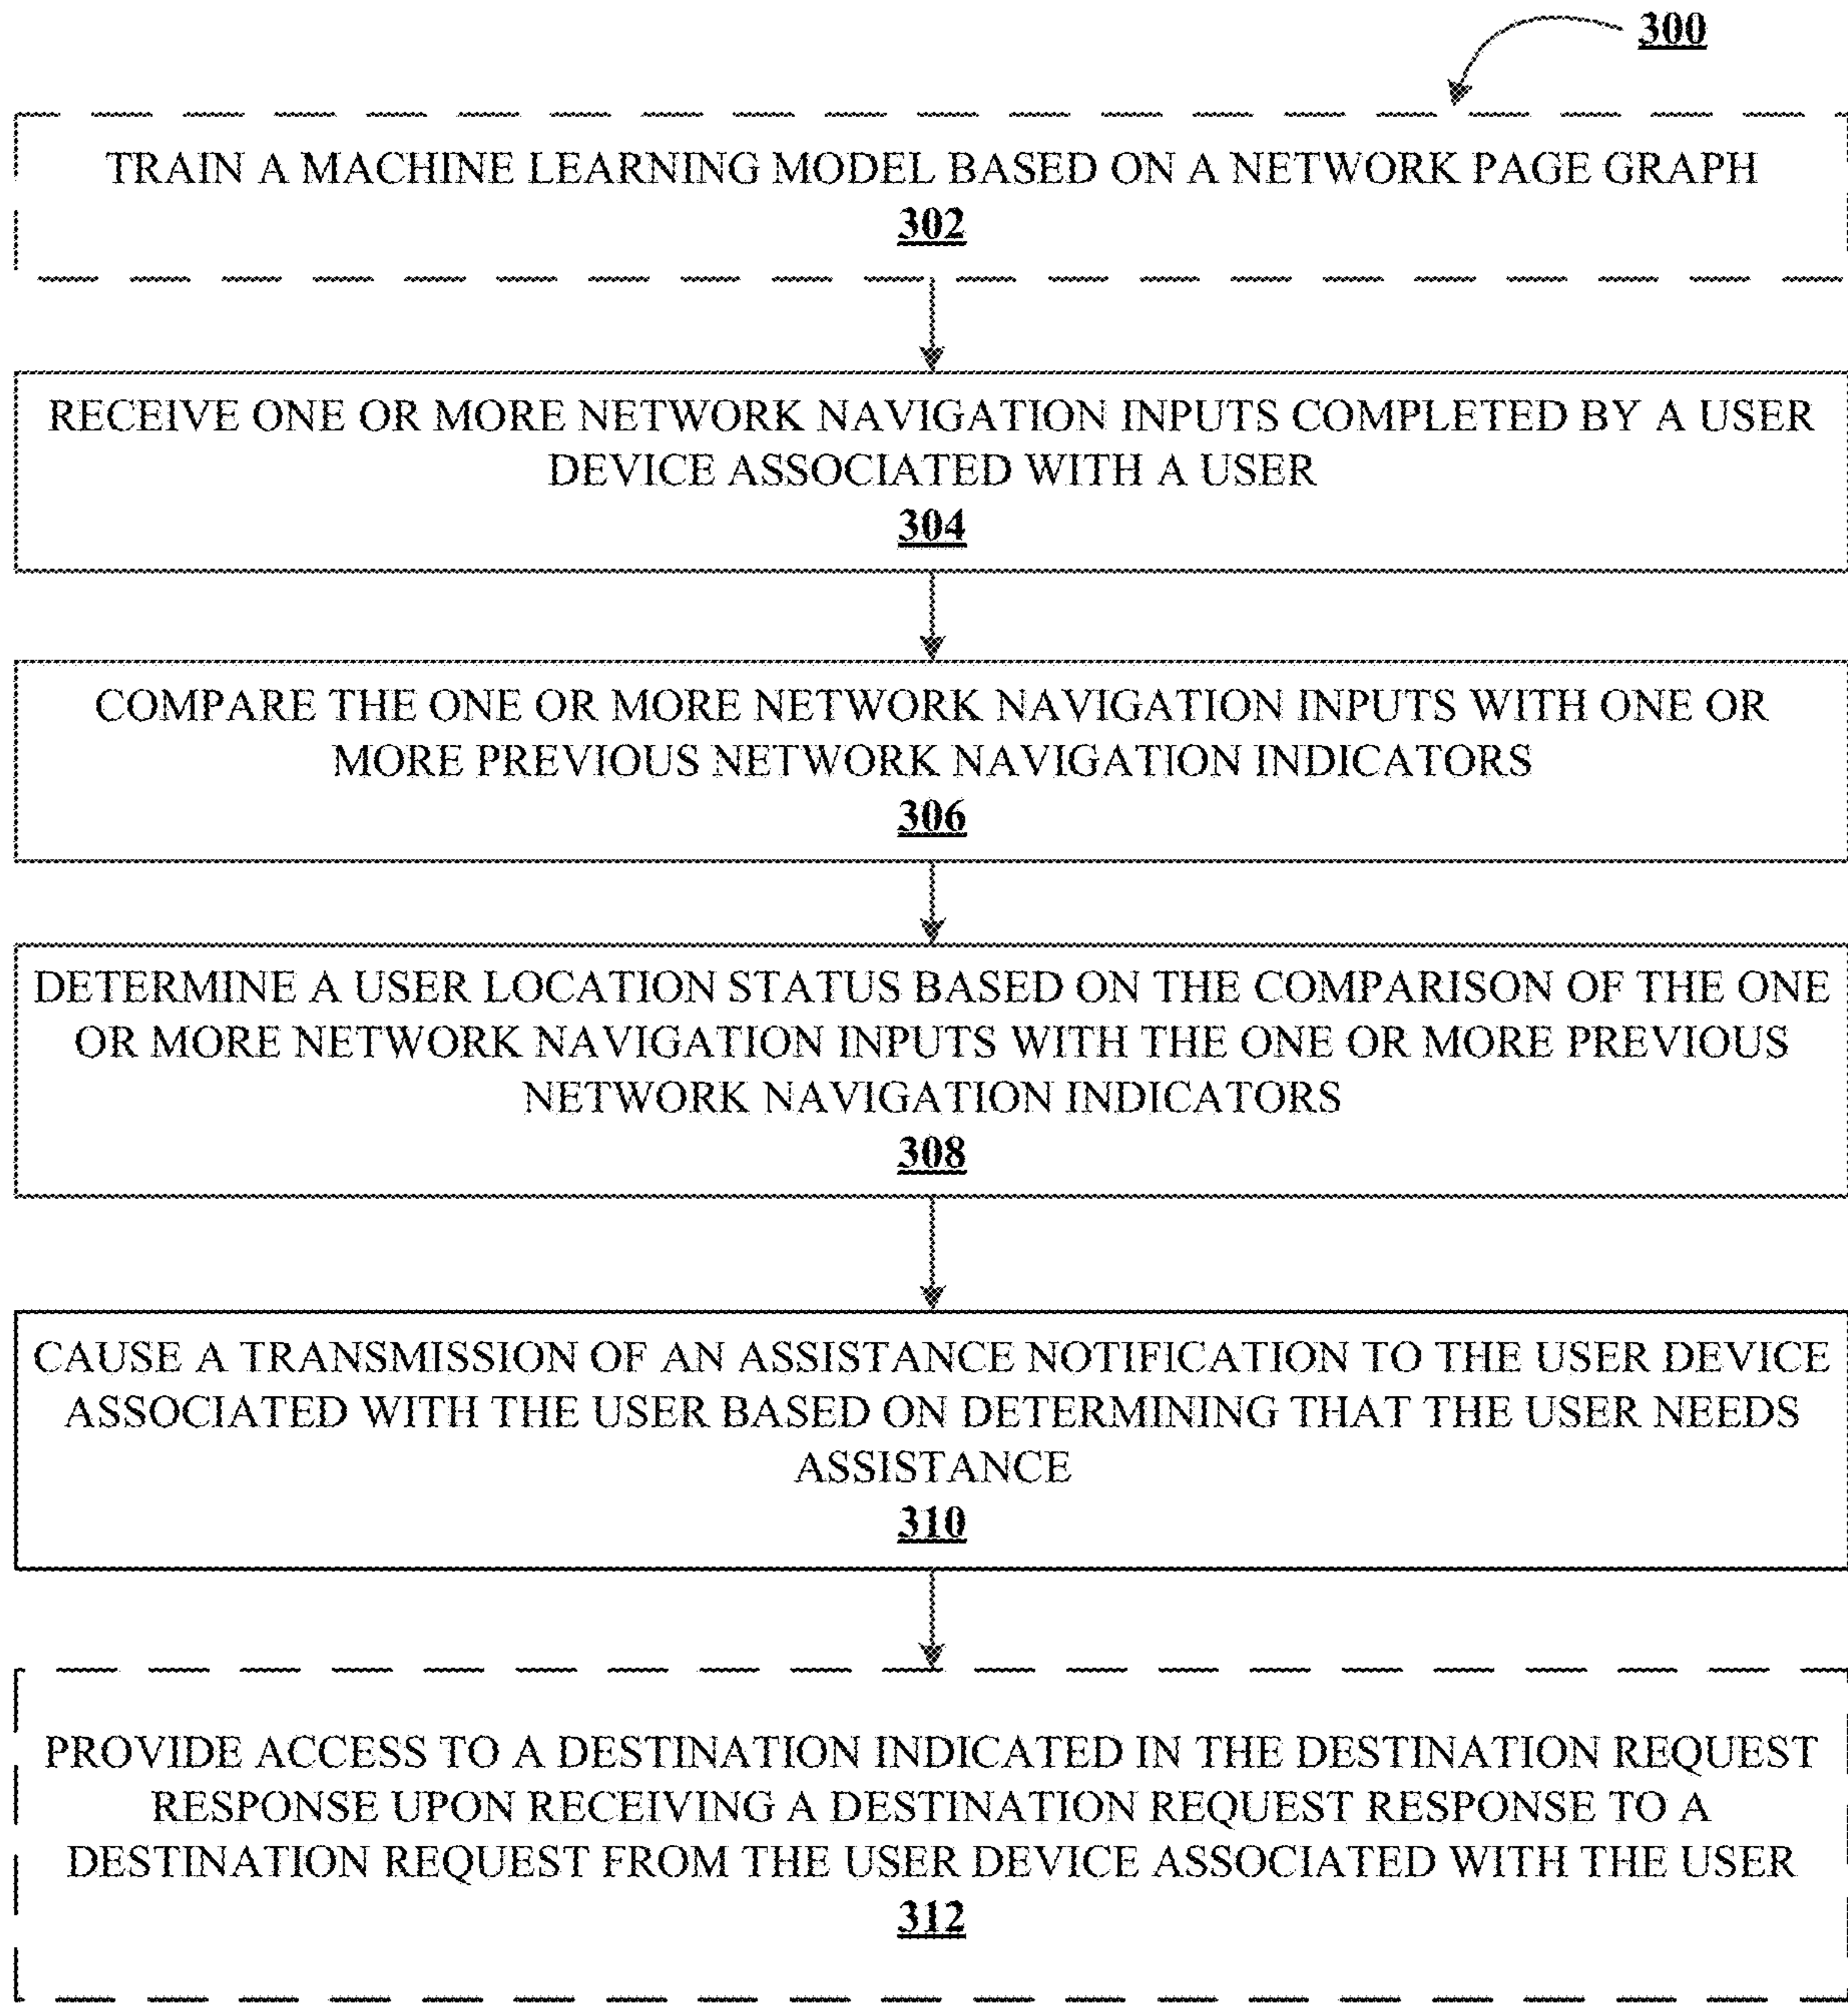 300
TRAIN A MACHINE LEARNING MODEL BASED ON A NETWORK PAGE GRAPH
302
RECEIVE ONE OR MORE NETWORK NAVIGATION INPUTS COMPLETED BY A USER
DEVICE ASSOCIATED WITH A USER
304
COMPARE THE ONE OR MORE NETWORK NAVIGATION INPUTS WITH ONE OR
MORE PREVIOUS NETWORK NAVIGATION INDICATORS
306
DETERMINE A USER LOCATION STATUS BASED ON THE COMPARISON OF THE ONE
OR MORE NETWORK NAVIGATION INPUTS WITH THE ONE OR MORE PREVIOUS
NETWORK NAVIGATION INDICATORS
308
CAUSE A TRANSMISSION OF AN ASSISTANCE NOTIFICATION TO THE USER DEVICE
ASSOCIATED WITH THE USER BASED ON DETERMINING THAT THE USER NEEDS
ASSISTANCE
310
PROVIDE ACCESS TO A DESTINATION INDICATED IN THE DESTINATION REQUEST
RESPONSE UPON RECEIVING A DESTINATION REQUEST RESPONSE TO A
DESTINATION REQUEST FROM THE USER DEVICE ASSOCIATED WITH THE USER
312